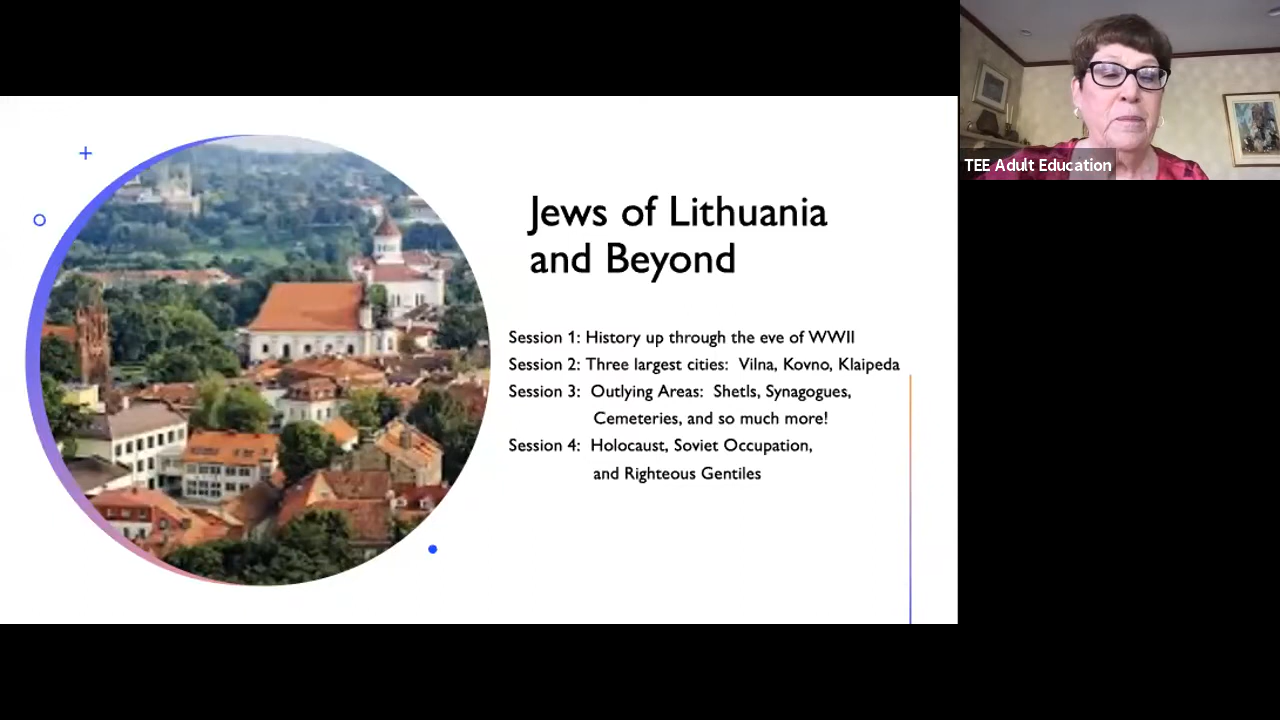 Jews of Lithuania
and Beyond
Session 1: History up through the eve of WWII
Session 2: Three largest cities: Vilna, Kovno, Klaipeda
Session 3: Outlying Areas: Shetls, Synagogues,
Cemeteries, and so much more!
Session 4: Holocaust, Soviet Occupation,
and Righteous Gentiles
TEE Adult Education